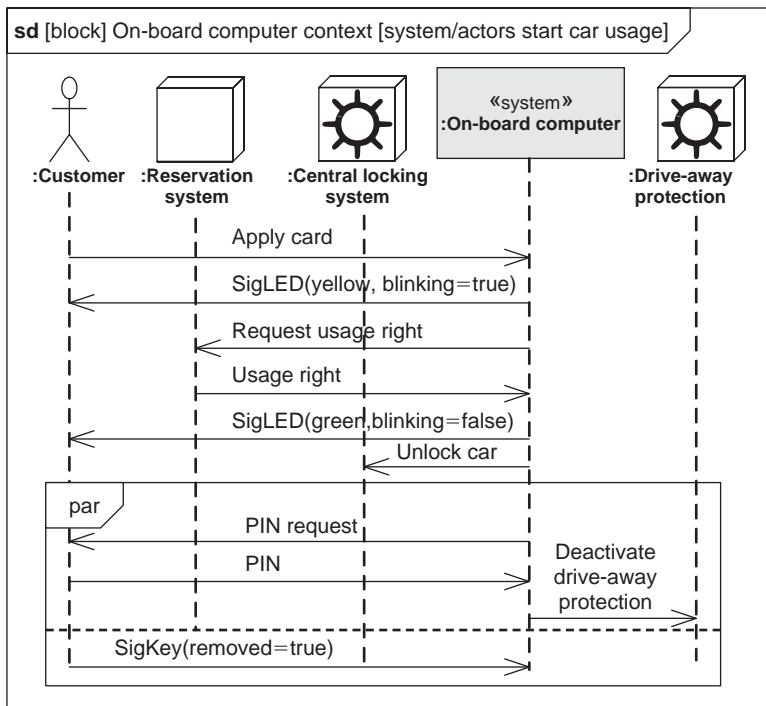 sd [block] On-board computer context [system/actors start car usage]
:Customer
:Reservation
system
:Central locking
system
«system»
:On-board computer
:Drive-away
protection
Apply card
SigLED(yellow, blinking=true)
Request usage right
Usage right
SigLED(green,blinking=false)
Unlock car
par
PIN request
PIN
Deactivate
drive-away
protection
SigKey(removed=true)